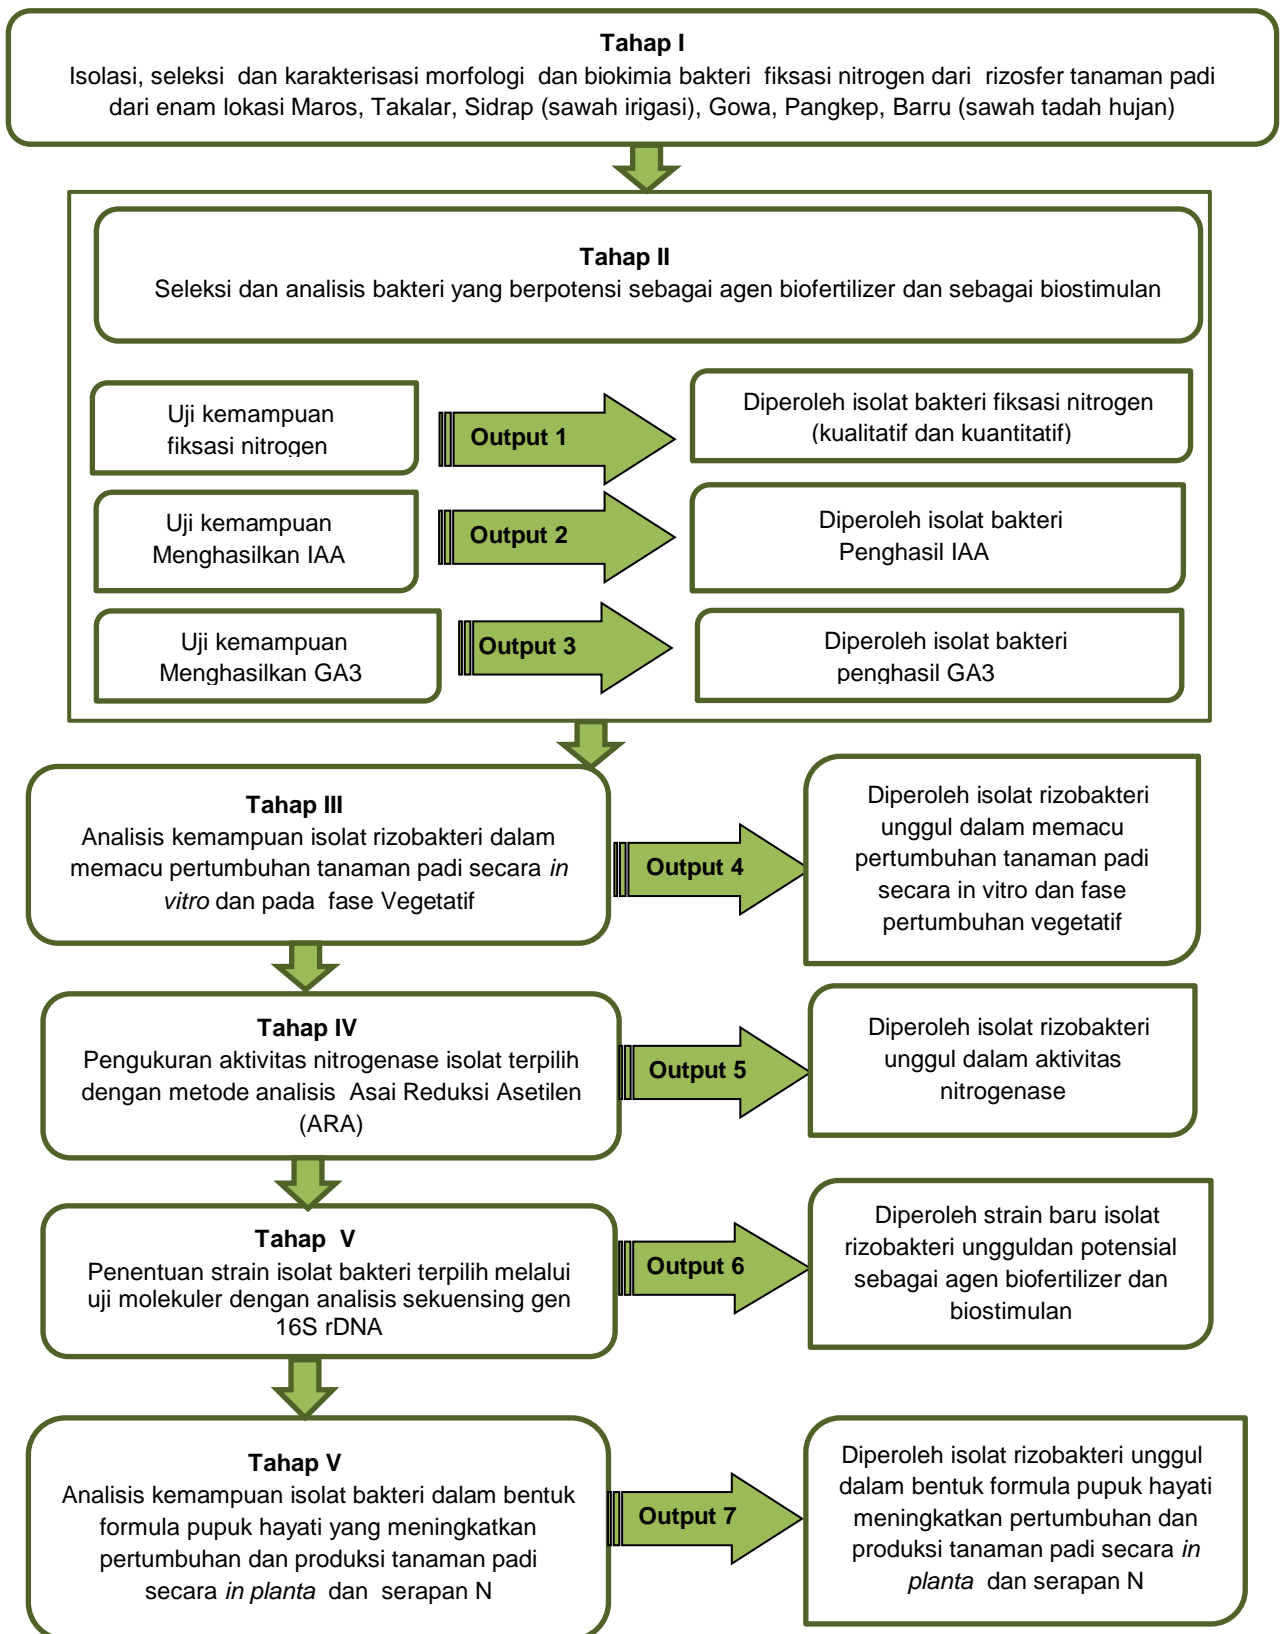 Tahap I
Isolasi, seleksi dan karakterisasi morfologi dan biokimia bakteri fiksasi nitrogen dari rizosfer tanaman padi
dari enam lokasi Maros, Takalar, Sidrap (sawah irigasi), Gowa, Pangkep, Barru (sawah tadah hujan)
Tahap II
Seleksi dan analisis bakteri yang berpotensi sebagai agen biofertilizer dan sebagai biostimulan
Uji kemampuan
fiksasi nitrogen
Output 1
Diperoleh isolat bakteri fiksasi nitrogen
(kualitatif dan kuantitatif)
Uji kemampuan
Menghasilkan IAA
Output 2
Diperoleh isolat bakteri
Penghasil IAA
Uji kemampuan
Menghasilkan GA3
Output 3
Diperoleh isolat bakteri
penghasil GA3
Tahap III
Analisis kemampuan isolat rizobakteri dalam
memacu pertumbuhan tanaman padi secara in
vitro dan pada fase Vegetatif
Output 4
Diperoleh isolat rizobakteri
unggul dalam memacu
pertumbuhan tanaman padi
secara in vitro dan fase
pertumbuhan vegetatif
Tahap IV
Pengukuran aktivitas nitrogenase isolat terpilih
dengan metode analisis Asai Reduksi Asetilen
(ARA)
Output 5
Diperoleh isolat rizobakteri
unggul dalam aktivitas
nitrogenase
Tahap V
Penentuan strain isolat bakteri terpilih melalui
uji molekuler dengan analisis sekuensing gen
16S rDNA
Output 6
Diperoleh strain baru isolat
rizobakteri ungguldan potensial
sebagai agen biofertilizer dan
biostimulan
Tahap V
Analisis kemampuan isolat bakteri dalam bentuk
formula pupuk hayati yang meningkatkan
pertumbuhan dan produksi tanaman padi
secara in planta dan serapan N
Output 7
Diperoleh isolat rizobakteri unggul
dalam bentuk formula pupuk hayati
meningkatkan pertumbuhan dan
produksi tanaman padi secara in
planta dan serapan N